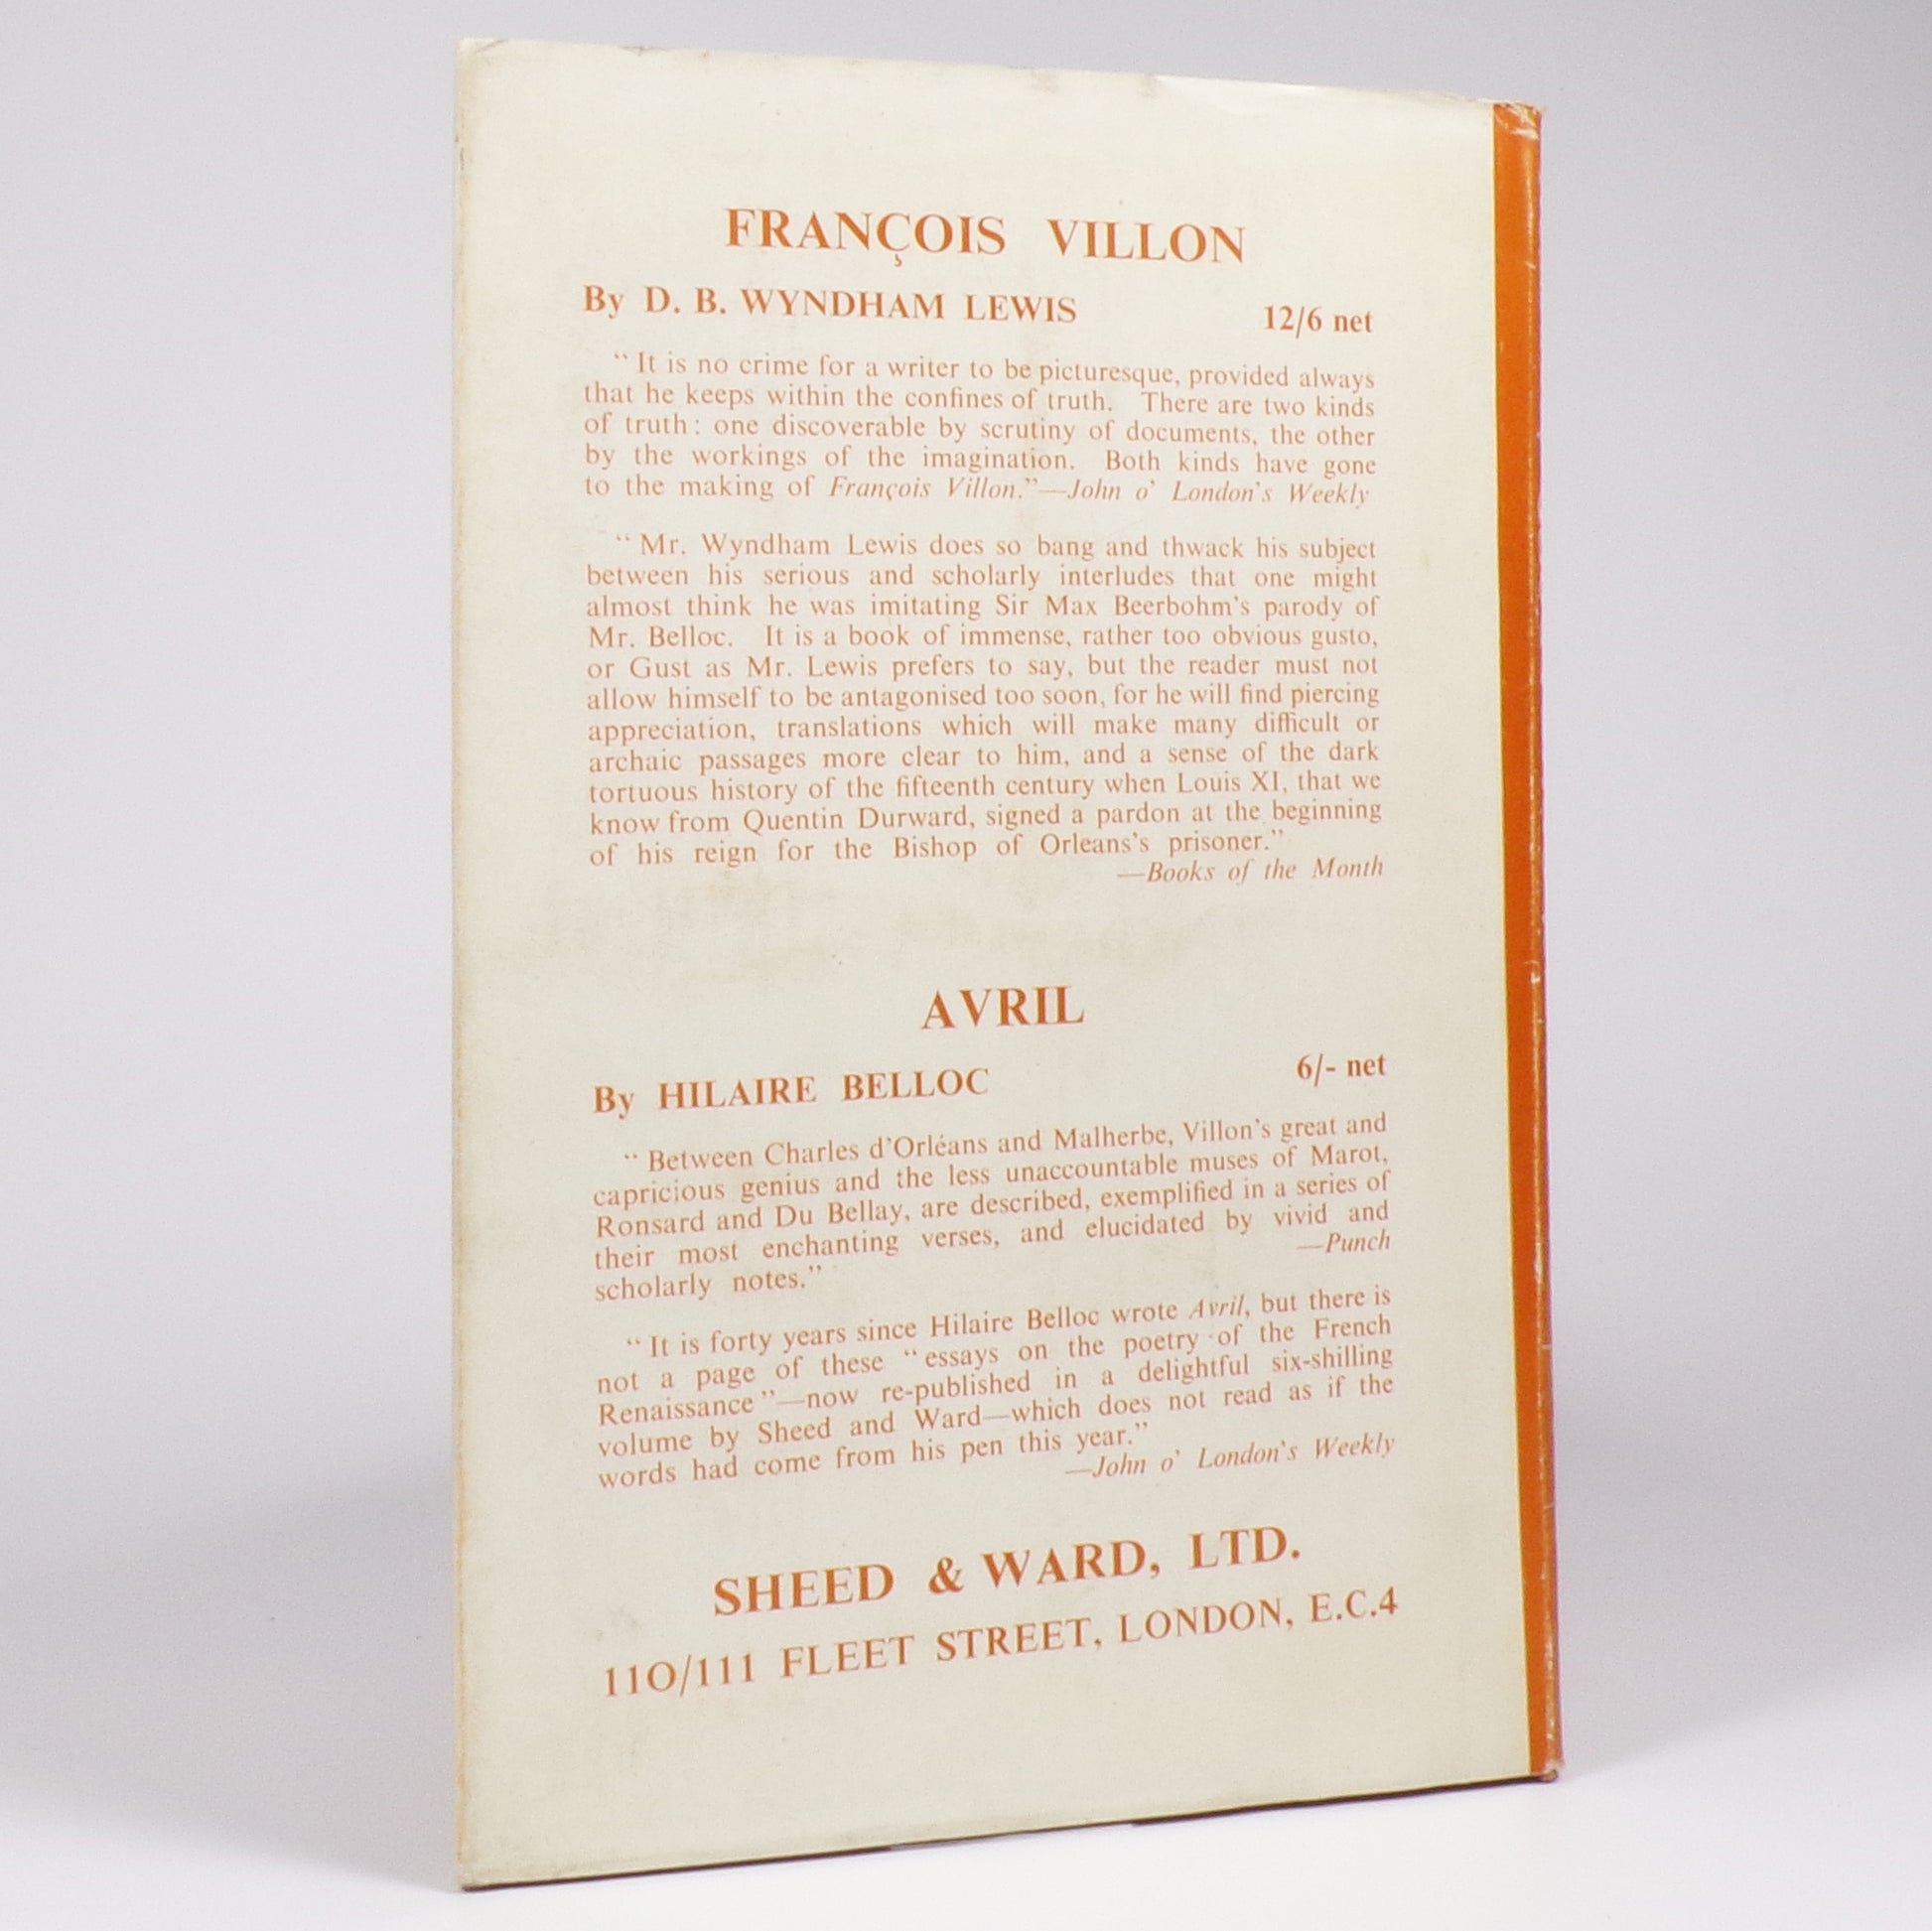 FRANÇOIS VILLON
By D. B. WYNDHAM LEWIS 12/6 net
“It is no crime for a writer to be picturesque, provided always
that he keeps within the confines of truth. There are two kinds
of truth: one discoverable by scrutiny of documents, the other
by the workings of the imagination. Both kinds have gone
to the making of François Villon.”—John o' London's Weekly
“Mr. Wyndham Lewis does so bang and thwack his subject
between his serious and scholarly interludes that one might
almost think he was imitating Sir Max Beerbohm's parody of
Mr. Belloc. It is a book of immense, rather too obvious gusto,
or Gust as Mr. Lewis prefers to say, but the reader must not
allow himself to be antagonised too soon, for he will find piercing
appreciation, translations which will make many difficult or
archaic passages more clear to him, and a sense of the dark
tortuous history of the fifteenth century when Louis XI, that we
know from Quentin Durward, signed a pardon at the beginning
of his reign for the Bishop of Orleans's prisoner.”
—Books of the Month
AVRIL
By HILAIRE BELLOC 6/- net
“Between Charles d'Orléans and Malherbe, Villon's great and
capricious genius and the less unaccountable muses of Marot,
Ronsard and Du Bellay, are described, exemplified in a series of
their most enchanting verses, and elucidated by vivid and
scholarly notes.” —Punch
“It is forty years since Hilaire Belloc wrote Avril, but there is
not a page of these “essays on the poetry of the French
Renaissance”—now re-published in a delightful six-shilling
volume by Sheed and Ward—which does not read as if the
words had come from his pen this year.”
—John o' London's Weekly
SHEED & WARD, LTD.
110/111 FLEET STREET, LONDON, E.C.4